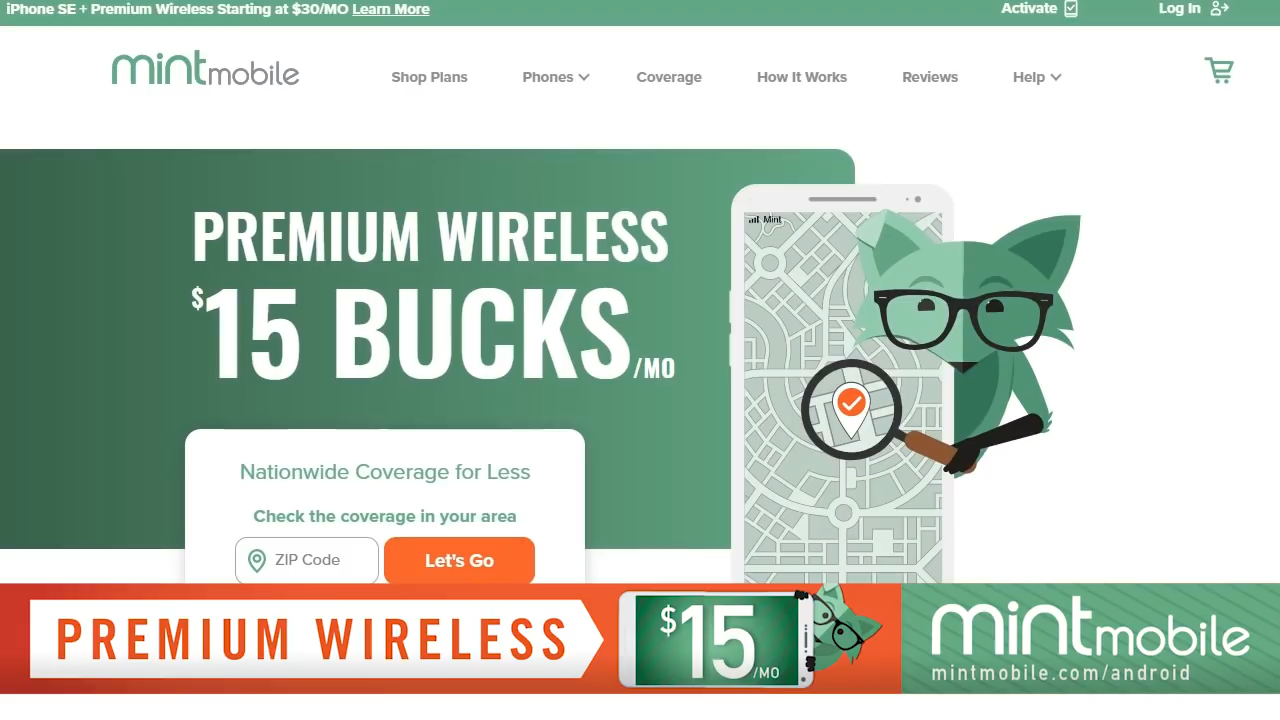 iPhone SE + Premium Wireless Starting at $30/MO Learn More
Activate
Log In
mintmobile
Shop Plans
Phones
Coverage
How It Works
Reviews
Help
PREMIUM WIRELESS
$15 BUCKS/MO
Mint
Nationwide Coverage for Less
Check the coverage in your area
ZIP Code
Let's Go
PREMIUM WIRELESS
$15/MO
mintmobile
mintmobile.com/android